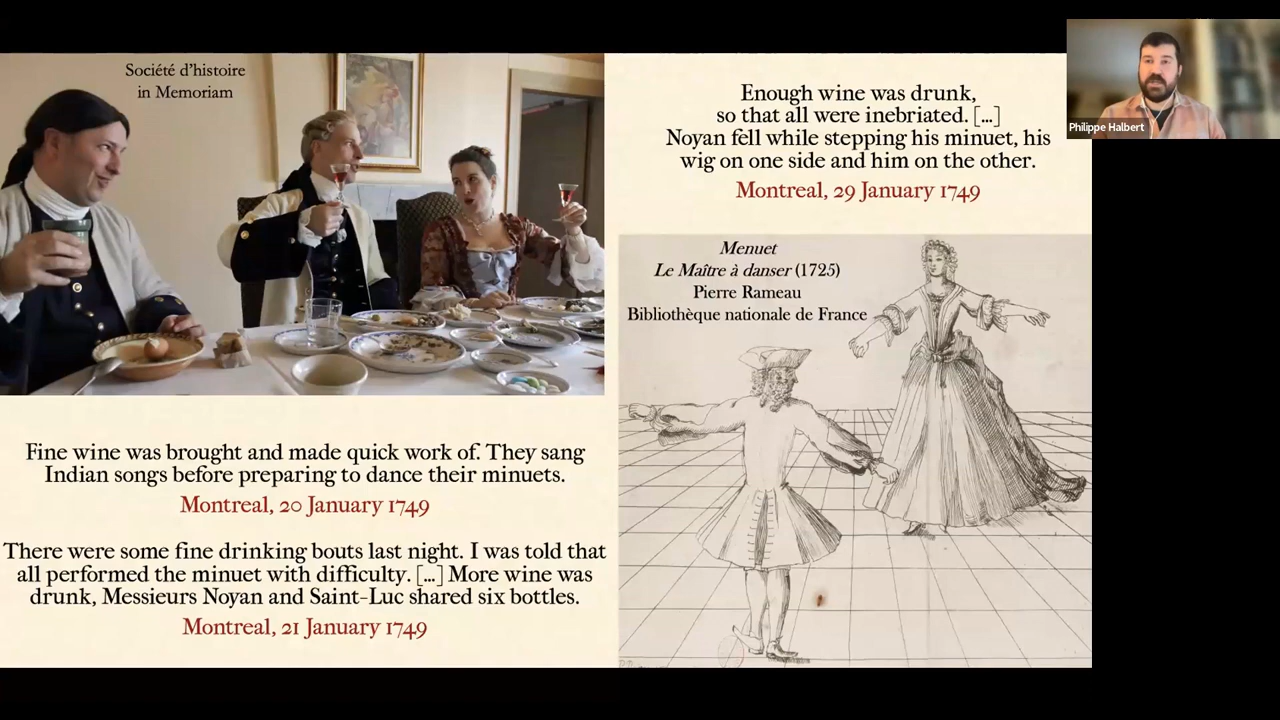 Société d'histoire
in Memoriam
Fine wine was brought and made quick work of. They sang
Indian songs before preparing to dance their minuets.
Montreal, 20 January 1749
There were some fine drinking bouts last night. I was told that
all performed the minuet with difficulty. [...] More wine was
drunk, Messieurs Noyan and Saint-Luc shared six bottles.
Montreal, 21 January 1749
Enough wine was drunk,
so that all were inebriated. [...]
Noyan fell while stepping his minuet, his
wig on one side and him on the other.
Montreal, 29 January 1749
Menuet
Le Maître à danser (1725)
Pierre Rameau
Bibliothèque nationale de France
Philippe Halbert